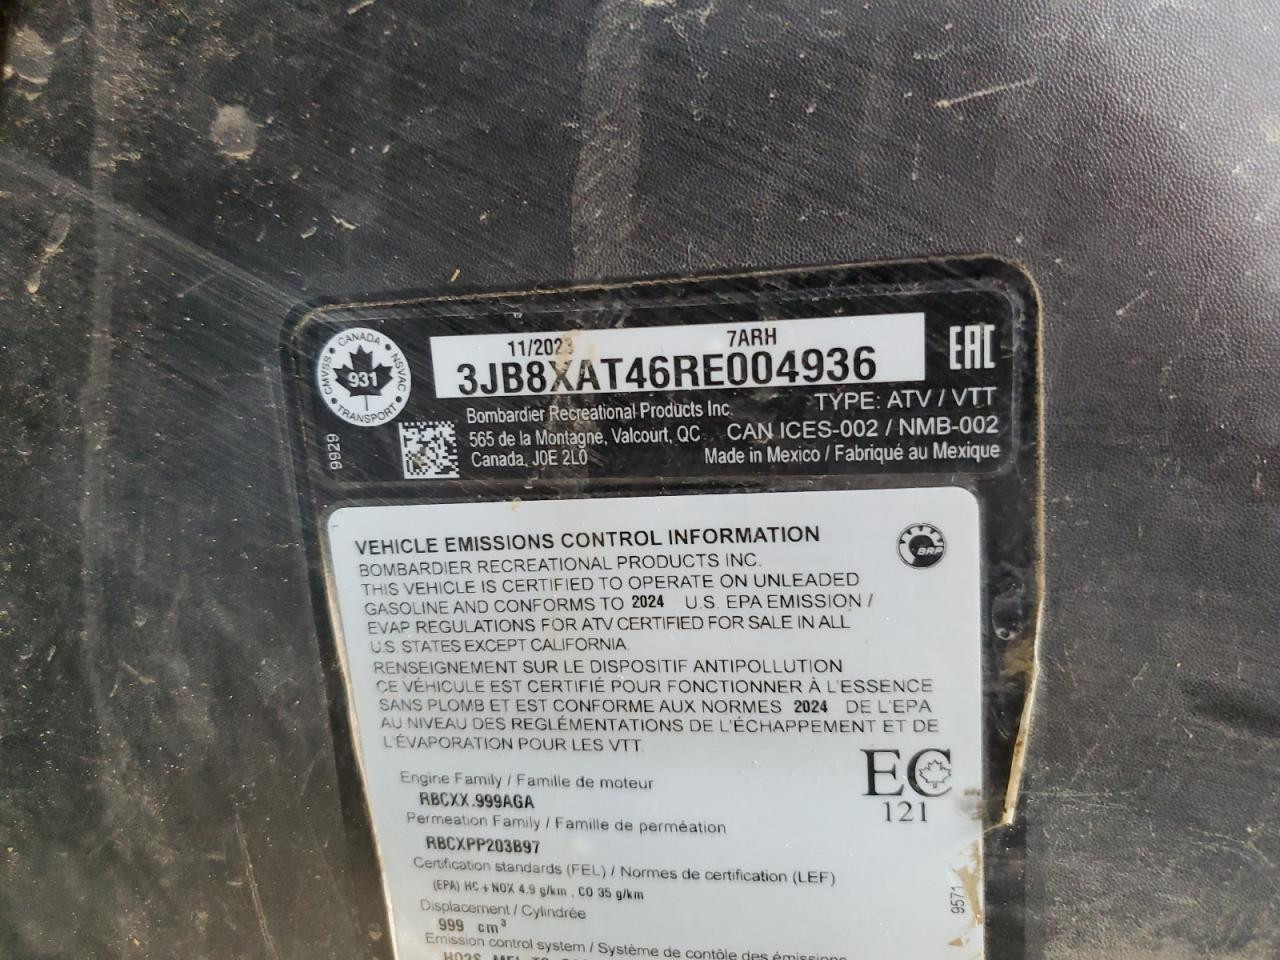 CANADA
CMVSS
NSVAC
931
TRANSPORT
9929
11/2023 7ARH
3JB8XAT46RE004936
EAC
Bombardier Recreational Products Inc.
565 de la Montagne, Valcourt, QC
Canada, J0E 2L0
TYPE: ATV / VTT
CAN ICES-002 / NMB-002
Made in Mexico / Fabriqué au Mexique
VEHICLE EMISSIONS CONTROL INFORMATION
BRP
BOMBARDIER RECREATIONAL PRODUCTS INC.
THIS VEHICLE IS CERTIFIED TO OPERATE ON UNLEADED
GASOLINE AND CONFORMS TO 2024 U.S. EPA EMISSION /
EVAP REGULATIONS FOR ATV CERTIFIED FOR SALE IN ALL
U.S. STATES EXCEPT CALIFORNIA.
RENSEIGNEMENT SUR LE DISPOSITIF ANTIPOLLUTION
CE VÉHICULE EST CERTIFIÉ POUR FONCTIONNER À L'ESSENCE
SANS PLOMB ET EST CONFORME AUX NORMES 2024 DE L'EPA
AU NIVEAU DES REGLÉMENTATIONS DE L'ÉCHAPPEMENT ET DE
L'ÉVAPORATION POUR LES VTT.
EC
121
Engine Family / Famille de moteur
RBCXX.999AGA
Permeation Family / Famille de perméation
RBCXPP203B97
Certification standards (FEL) / Normes de certification (LEF)
(EPA) HC + NOX 4.9 g/km , CO 35 g/km
Displacement / Cylindrée
999 cm³
Emission control system / Système de contôle des émissions
9571